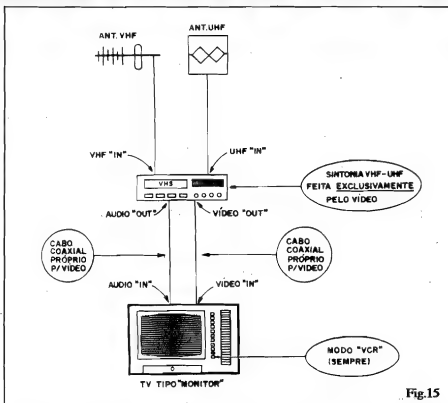 ANT. VHF
ANT. UHF
VHF "IN"
UHF "IN"
VHS
SINTONIA VHF-UHF
FEITA EXCLUSIVAMENTE
PELO VÍDEO
AUDIO "OUT"
VÍDEO "OUT"
CABO
COAXIAL
PRÓPRIO
P/VIDEO
CABO
COAXIAL
PRÓPRIO
P/VIDEO
AUDIO "IN"
VÍDEO "IN"
MODO "VCR"
(SEMPRE)
TV TIPO "MONITOR"
Fig.15